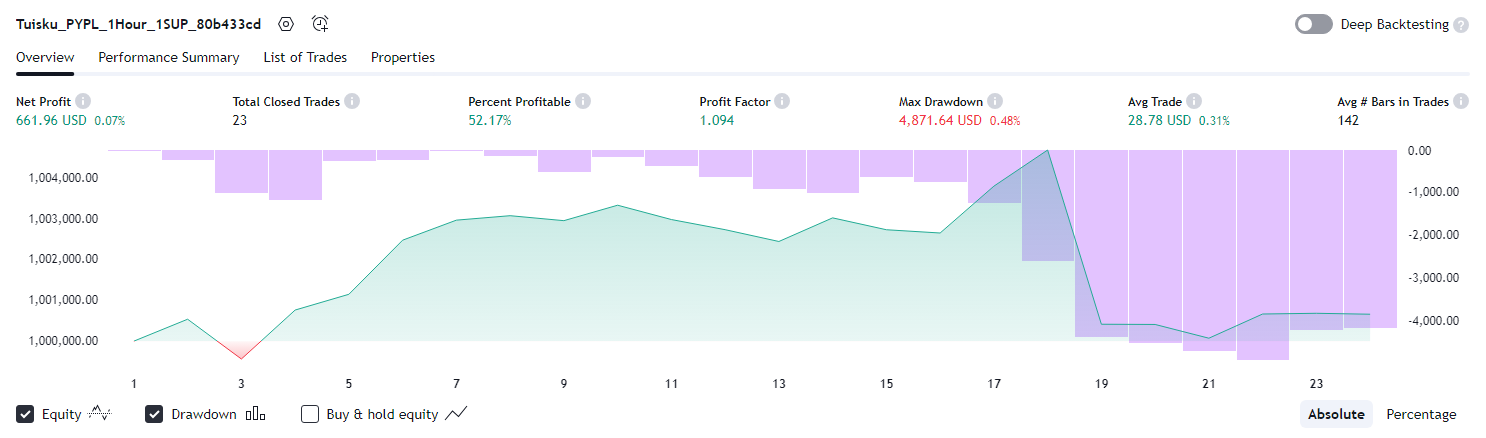 Tuisku_PYPL_1Hour_1SUP_80b433cd
Deep Backtesting ?
Overview Performance Summary List of Trades Properties
Net Profit Total Closed Trades Percent Profitable Profit Factor Max Drawdown Avg Trade Avg # Bars in Trades
661.96 USD 0.07% 23 52.17% 1.094 4,871.64 USD 0.48% 28.78 USD 0.31% 142
0.00
1,004,000.00 -1,000.00
1,003,000.00 -2,000.00
1,002,000.00 -3,000.00
1,001,000.00 -4,000.00
1,000,000.00
1 3 5 7 9 11 13 15 17 19 21 23
Equity Drawdown Buy & hold equity Absolute Percentage